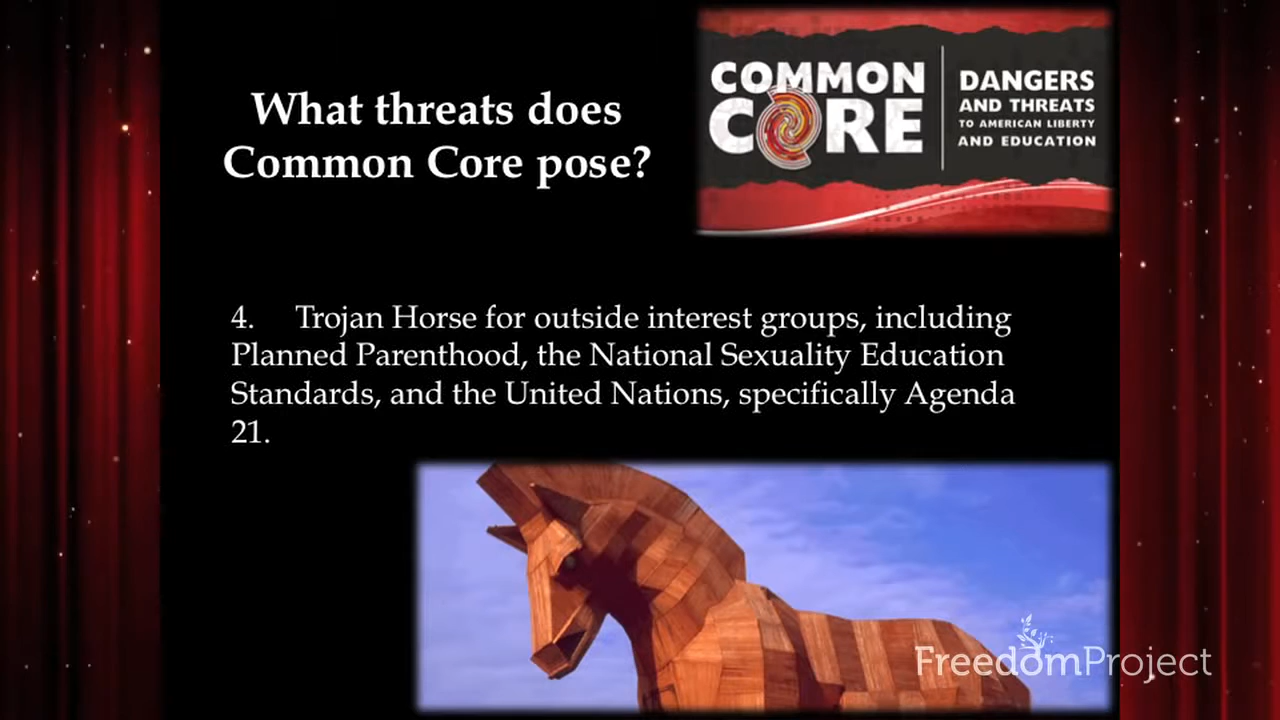 What threats does
Common Core pose?
COMMON
CORE
DANGERS
AND THREATS
TO AMERICAN LIBERTY
AND EDUCATION
4. Trojan Horse for outside interest groups, including
Planned Parenthood, the National Sexuality Education
Standards, and the United Nations, specifically Agenda
21.
FreedomProject